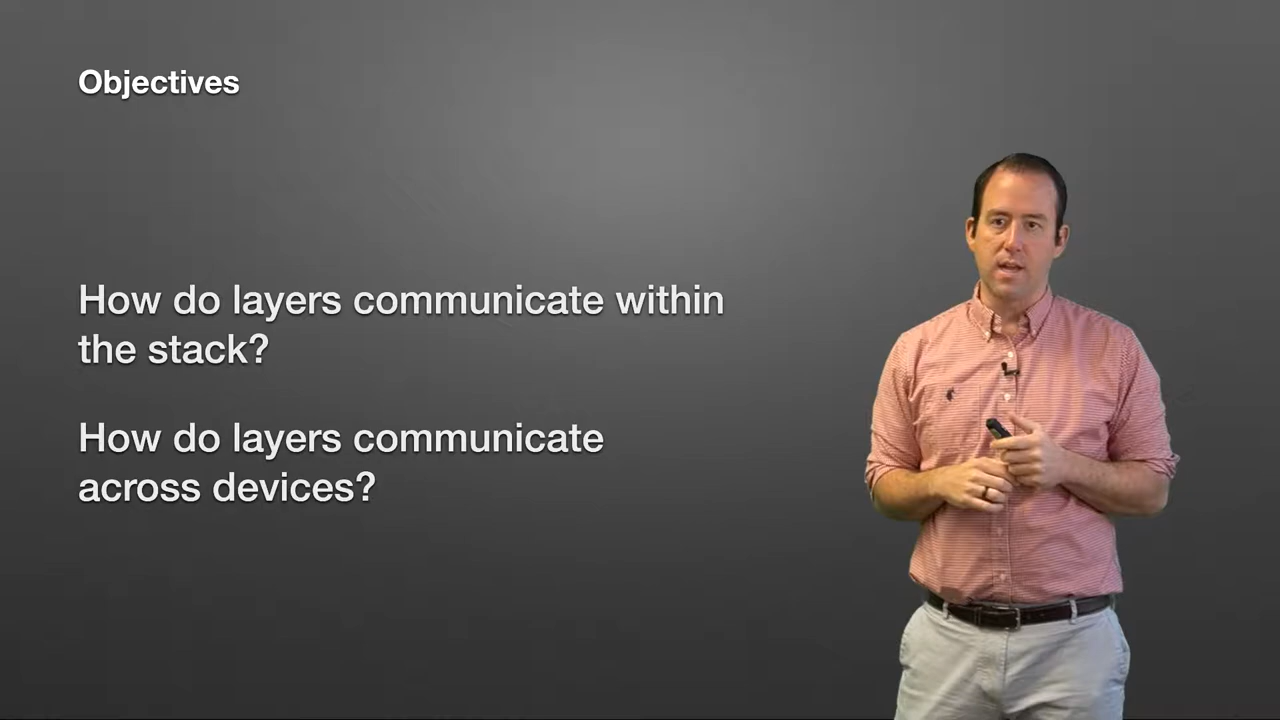 Objectives
How do layers communicate within
the stack?
How do layers communicate
across devices?